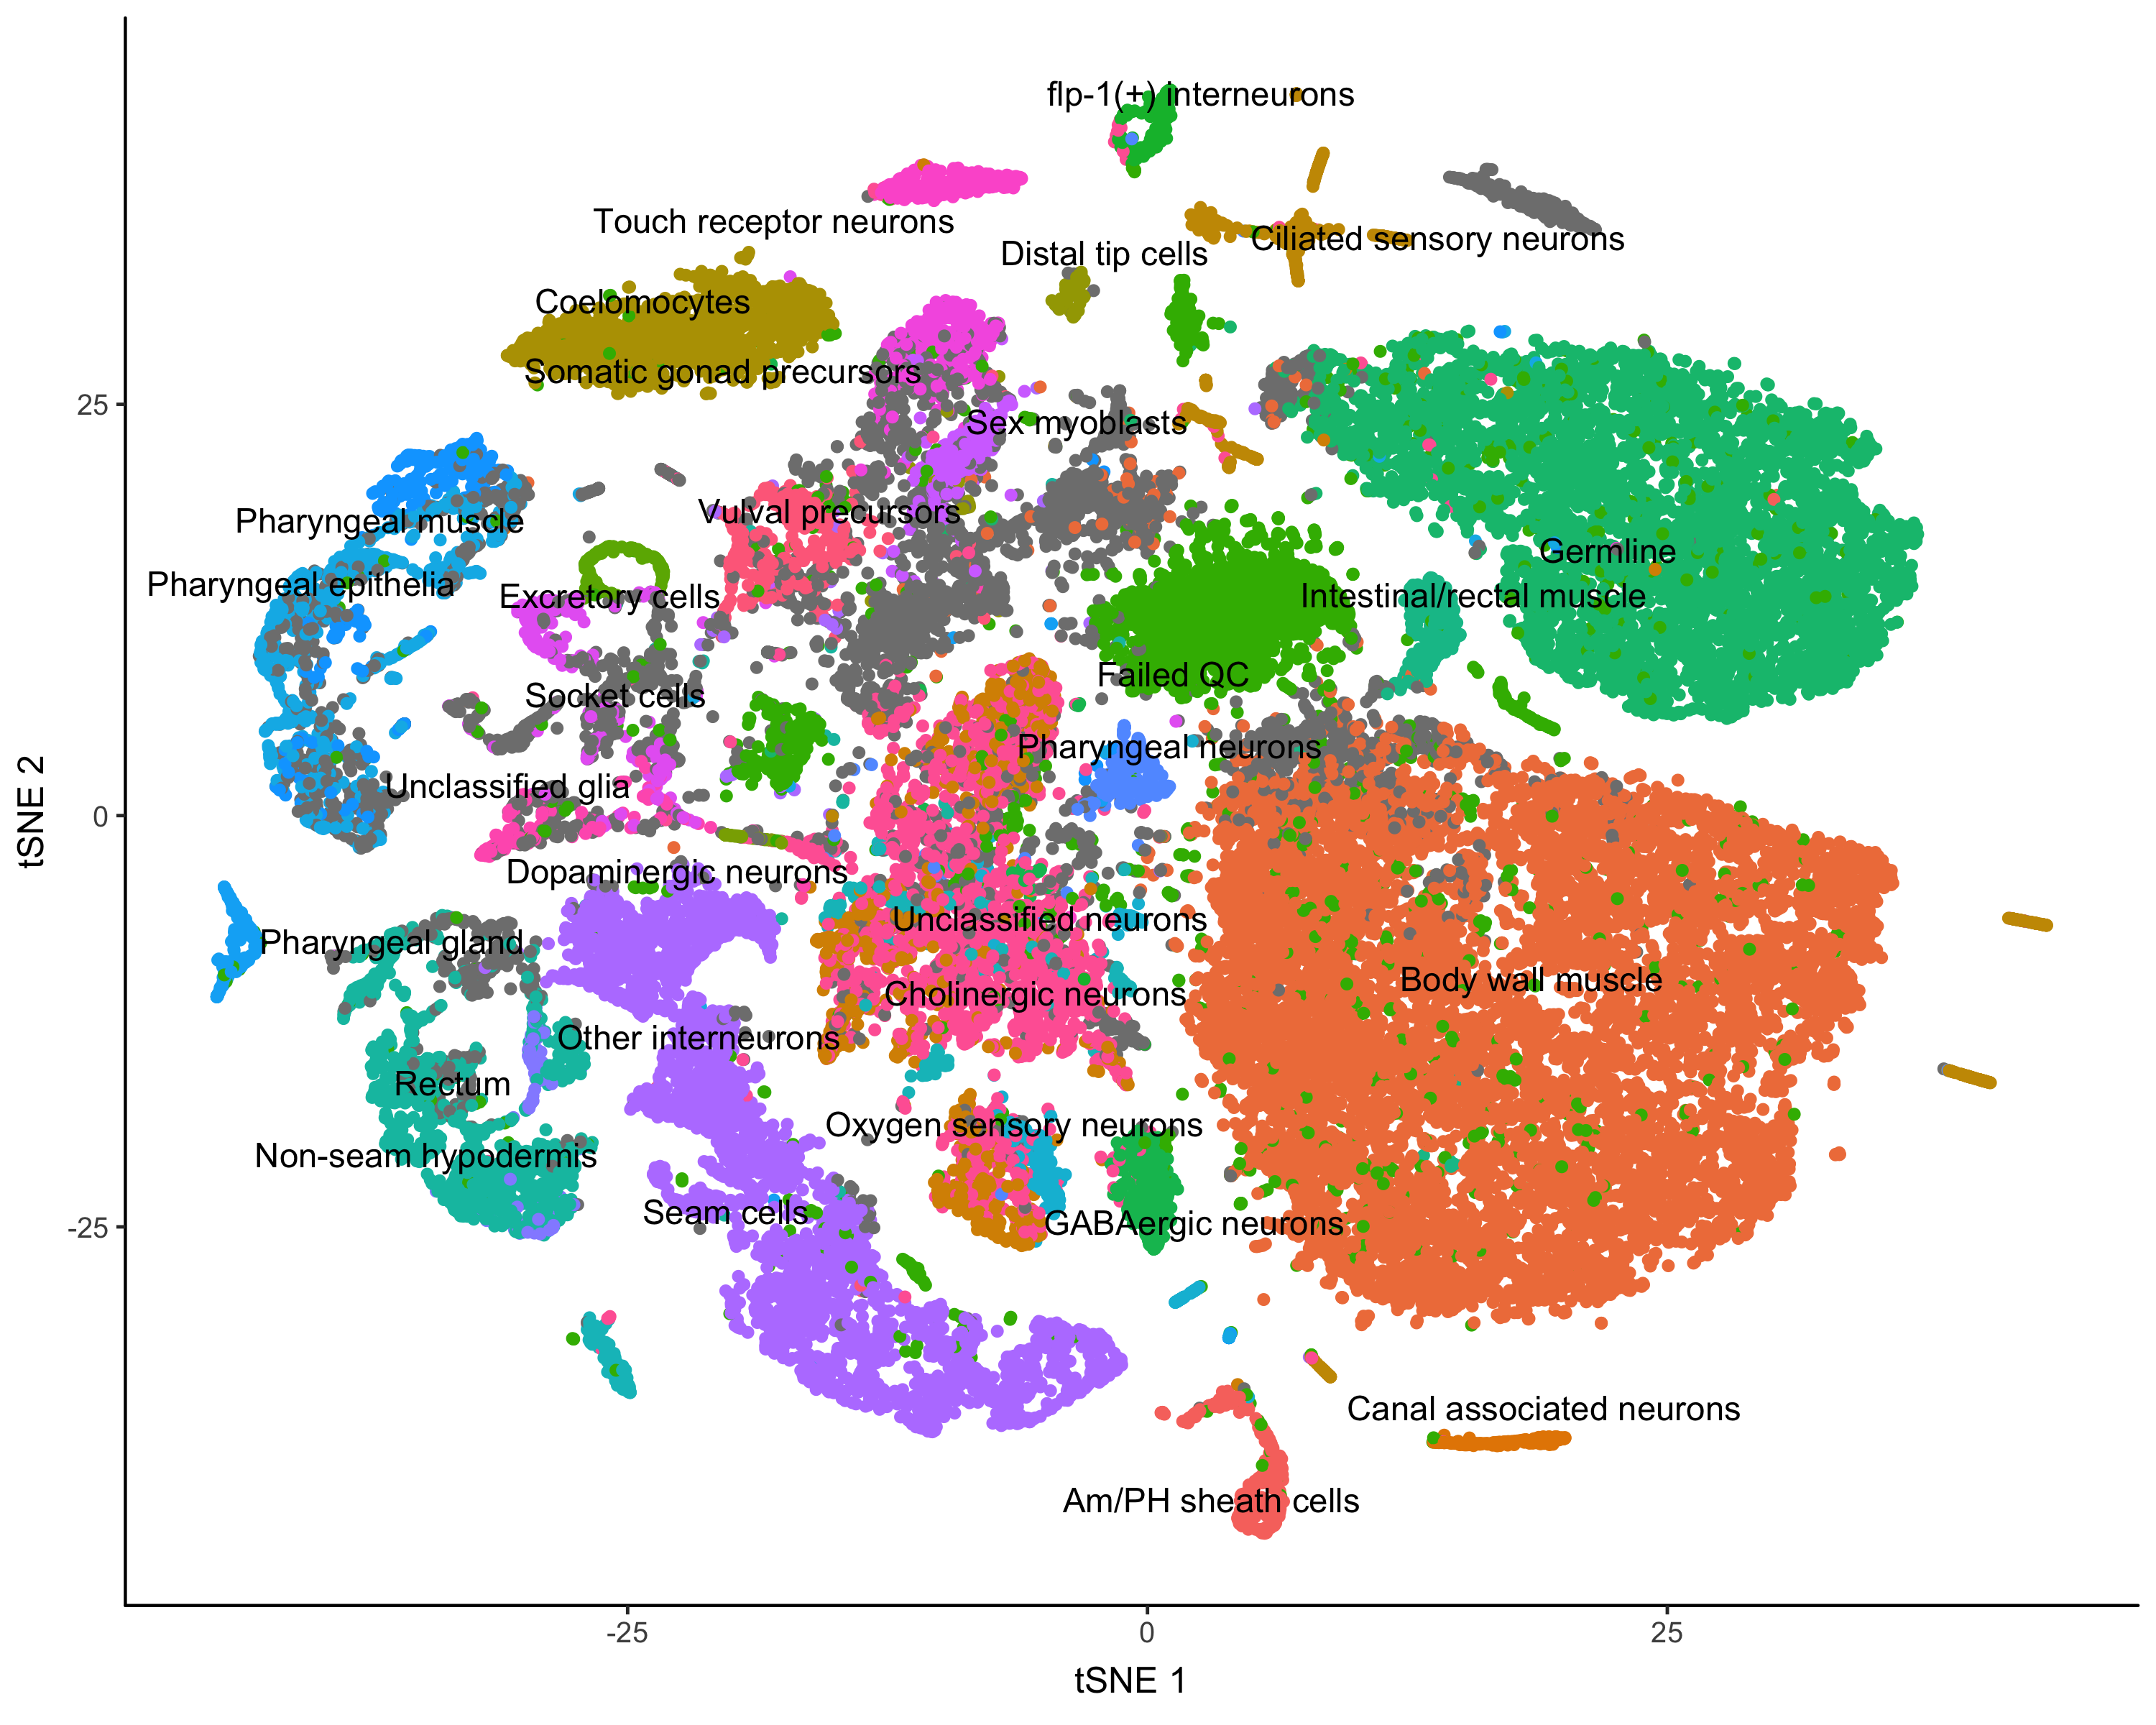 flp-1(+) interneurons
Touch receptor neurons
Ciliated sensory neurons
Distal tip cells
Coelomocytes
Somatic gonad precursors
25
Sex myoblasts
Vulval precursors
Pharyngeal muscle
Germline
Pharyngeal epithelia
Excretory cells
Intestinal/rectal muscle
Failed QC
Socket cells
Pharyngeal neurons
Unclassified glia
0
tSNE 2
Dopaminergic neurons
Unclassified neurons
Pharyngeal gland
Body wall muscle
Cholinergic neurons
Other interneurons
Rectum
Oxygen sensory neurons
Non-seam hypodermis
Seam cells
GABAergic neurons
-25
Canal associated neurons
Am/PH sheath cells
-25
0
25
tSNE 1